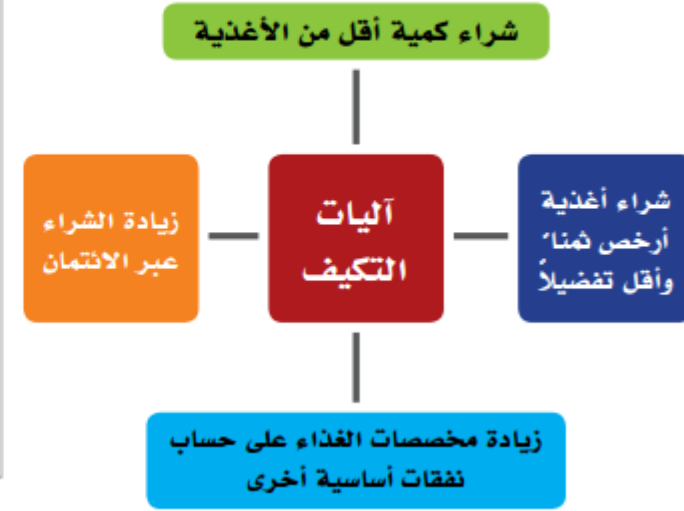 شراء كمية أقل من الأغذية
شراء أغذية
أرخص ثمناً
وأقل تفضيلاً
آليات
التكيف
زيادة الشراء
عبر الائتمان
زيادة مخصصات الغذاء على حساب
نفقات أساسية أخرى